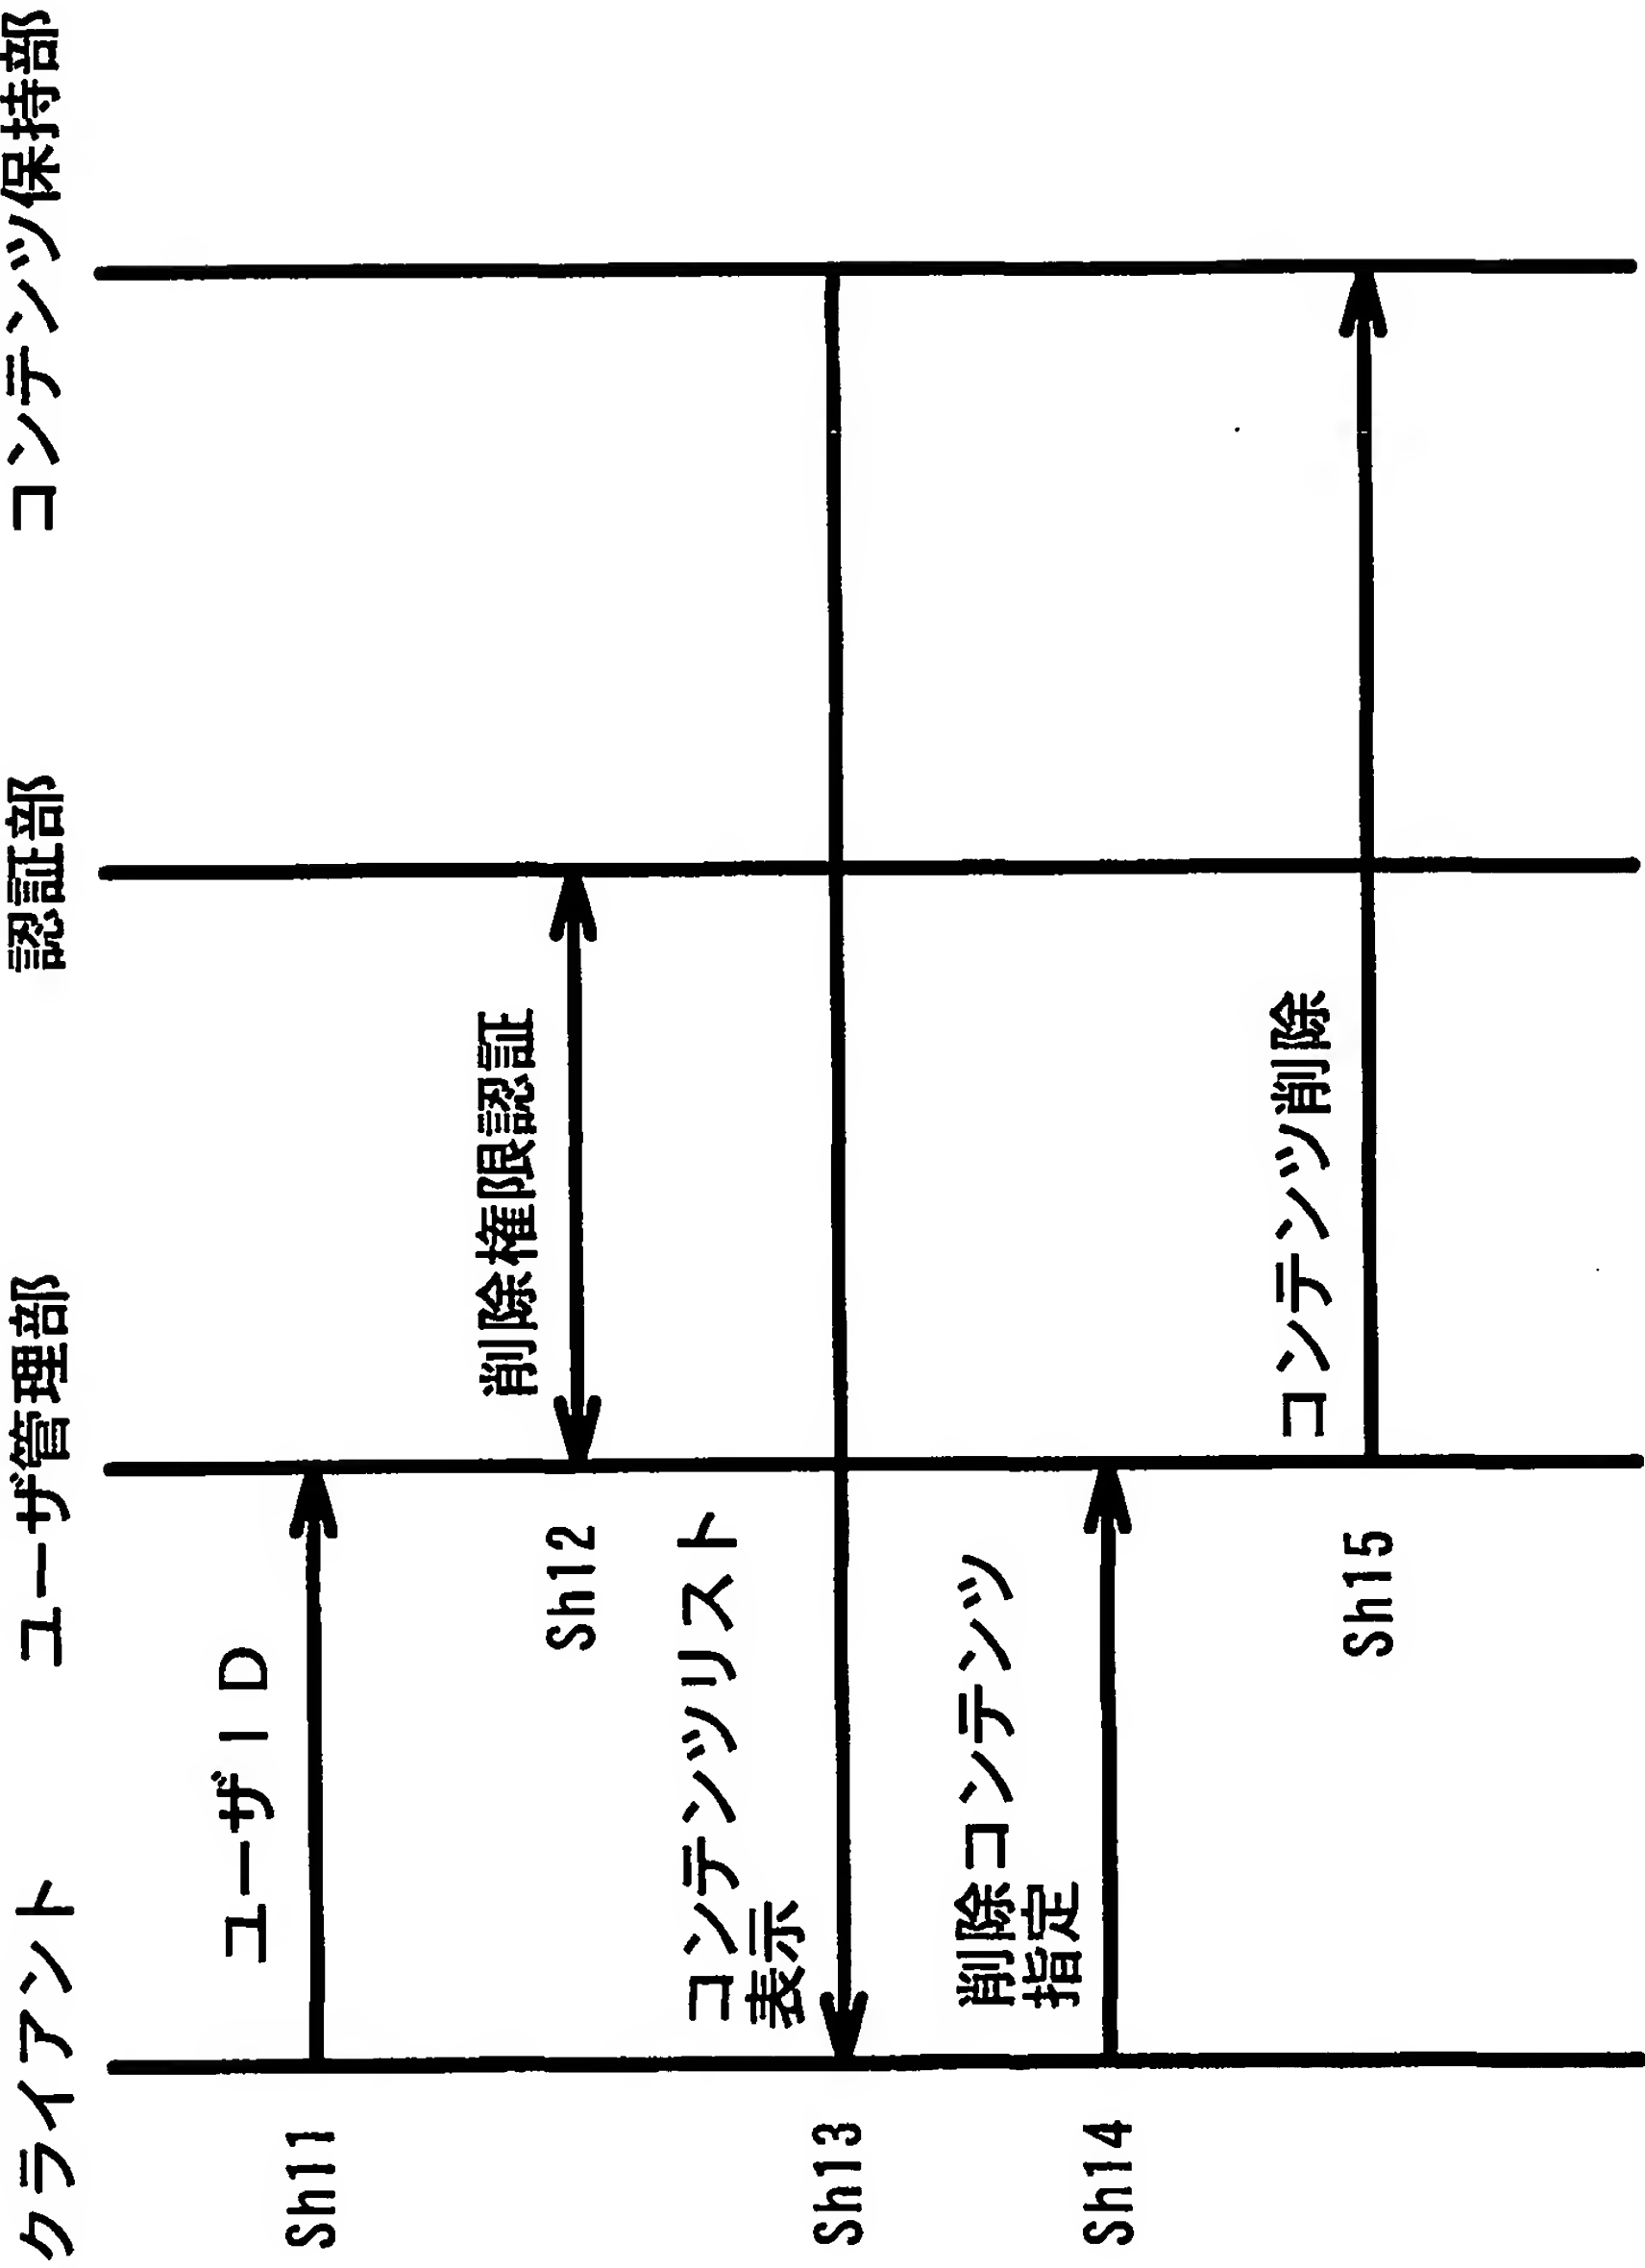 クライアント
ユーザ管理部
認証部
コンテンツ保持部
ユーザID
Sh11
削除権限認証
Sh12
コンテンツリスト
表示
Sh13
削除コンテンツ
指定
Sh14
コンテンツ削除
Sh15